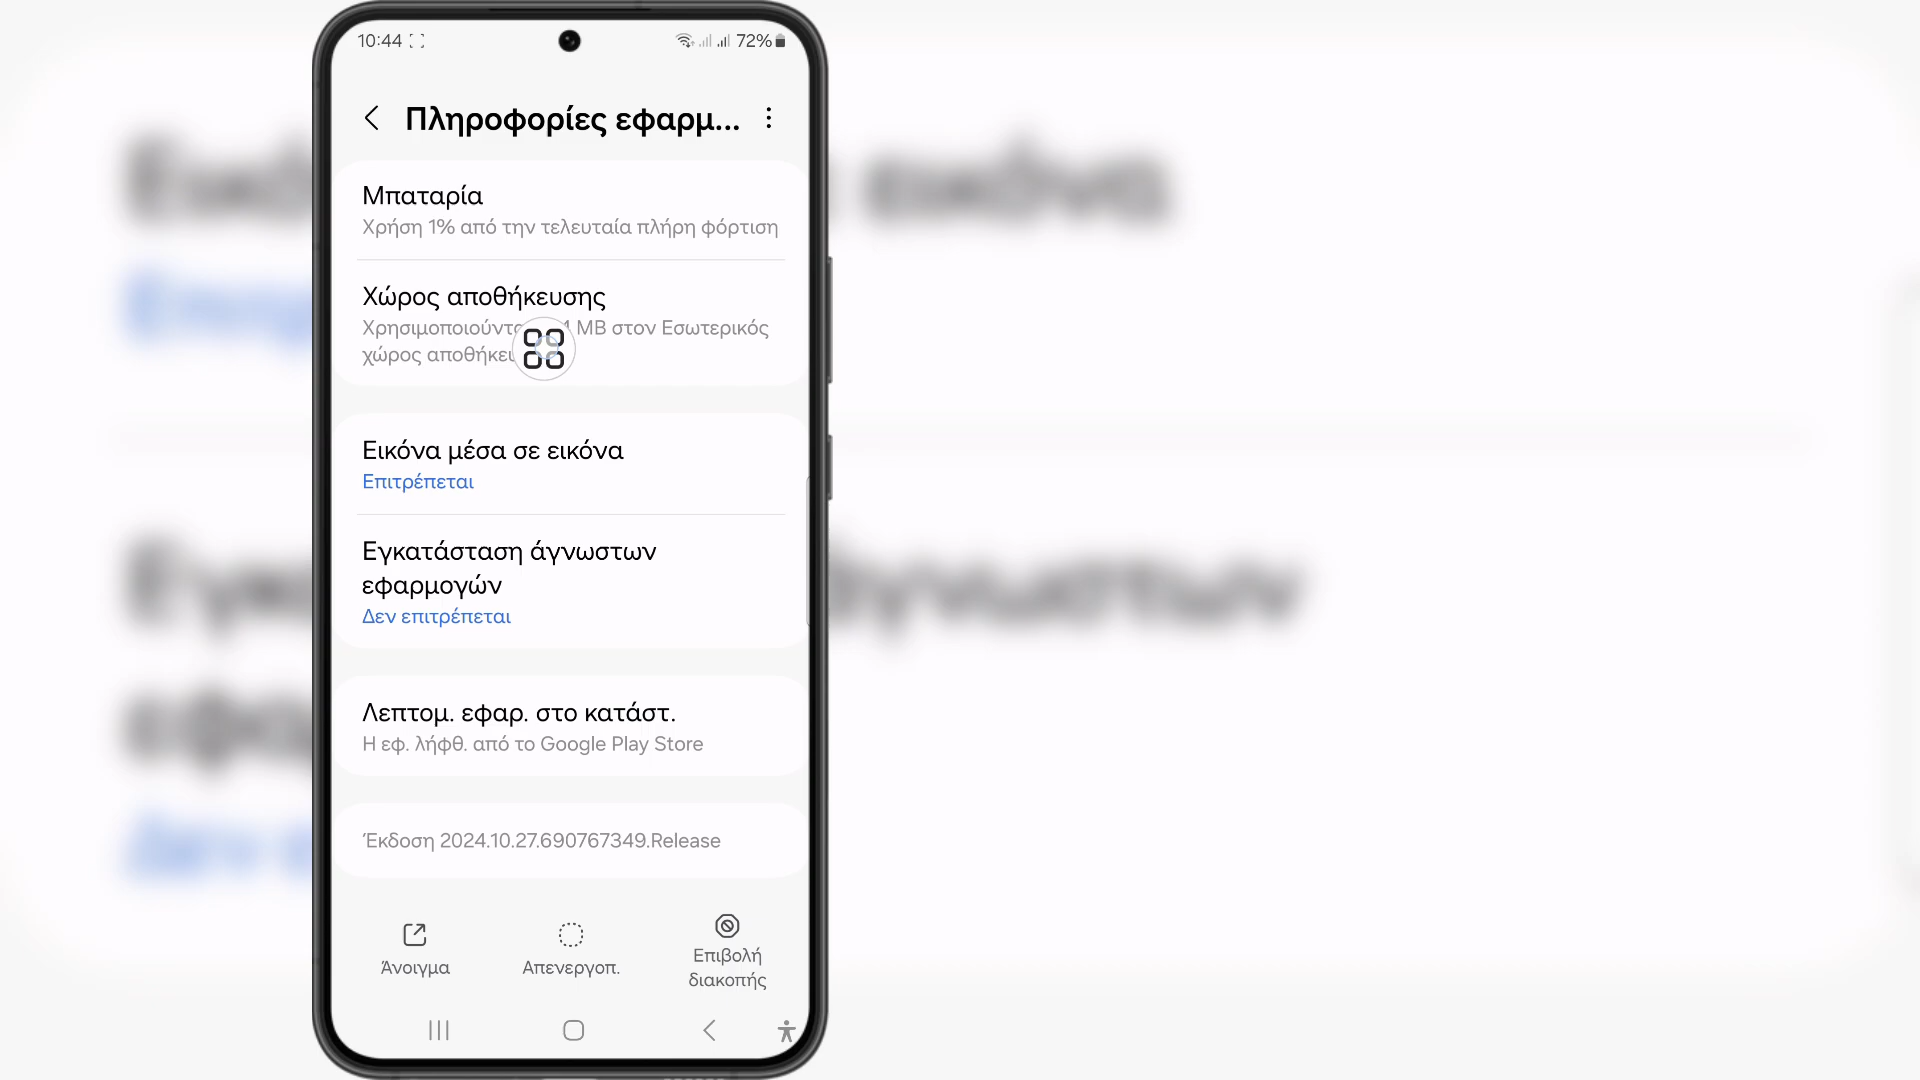 10:44
72%
Πληροφορίες εφαρμ...
Μπαταρία
Χρήση 1% από την τελευταία πλήρη φόρτιση
Χώρος αποθήκευσης
MB στον Εσωτερικός
χώρος
Εικόνα μέσα σε εικόνα
Επιτρέπεται
Εγκατάσταση άγνωστων
εφαρμογών
Δεν επιτρέπεται
Λεπτομ. εφαρ. στο κατάστ.
Η εφ. λήφθ. από το Google Play Store
Έκδοση 2024.10.27.690767349.Release
Άνοιγμα
Απενεργοπ.
Επιβολή
διακοπής
εικόνα
άγνωστων